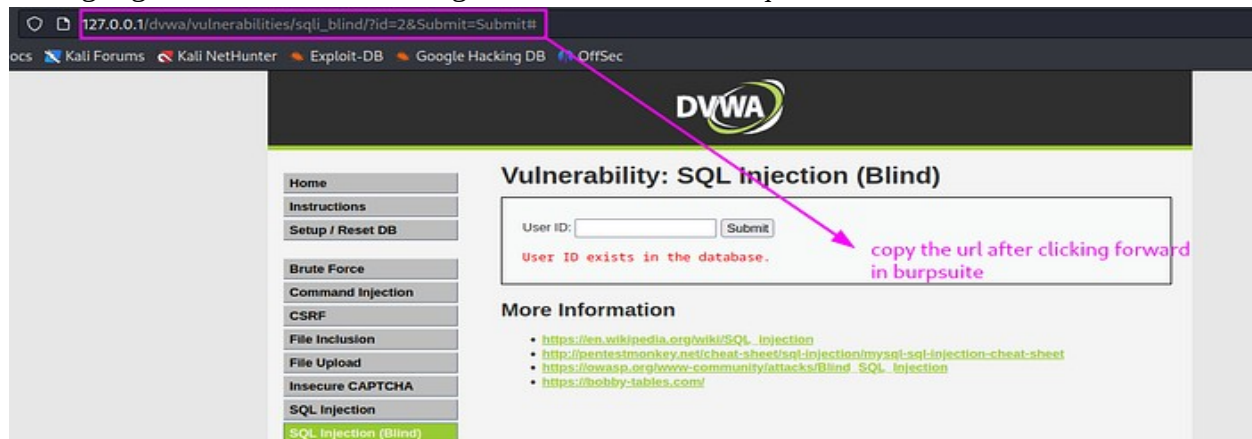 127.0.0.1/dvwa/vulnerabilities/sqli_blind/?id=2&Submit=Submit#
ocs Kali Forums Kali NetHunter Exploit-DB Google Hacking DB OffSec
DVWA
Home
Instructions
Setup / Reset DB
Brute Force
Command Injection
CSRF
File Inclusion
File Upload
Insecure CAPTCHA
SQL Injection
SQL Injection (Blind)
Vulnerability: SQL Injection (Blind)
User ID: Submit
User ID exists in the database.
copy the url after clicking forward
in burpsuite
More Information
https://en.wikipedia.org/wiki/SQL_injection
http://pentestmonkey.net/cheat-sheet/sql-injection/mysql-sql-injection-cheat-sheet
https://owasp.org/www-community/attacks/Blind_SQL_Injection
https://bobby-tables.com/